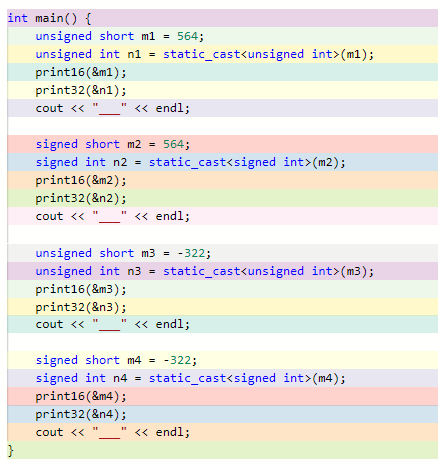 int main() {
    unsigned short m1 = 564;
    unsigned int n1 = static_cast<unsigned int>(m1);
    print16(&m1);
    print32(&n1);
    cout << "___" << endl;

    signed short m2 = 564;
    signed int n2 = static_cast<signed int>(m2);
    print16(&m2);
    print32(&n2);
    cout << "___" << endl;

    unsigned short m3 = -322;
    unsigned int n3 = static_cast<unsigned int>(m3);
    print16(&m3);
    print32(&n3);
    cout << "___" << endl;

    signed short m4 = -322;
    signed int n4 = static_cast<signed int>(m4);
    print16(&m4);
    print32(&n4);
    cout << "___" << endl;
}